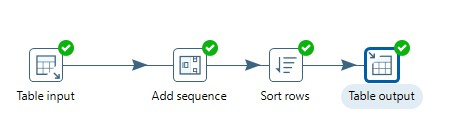 Table input
Add sequence
Sort rows
Table output